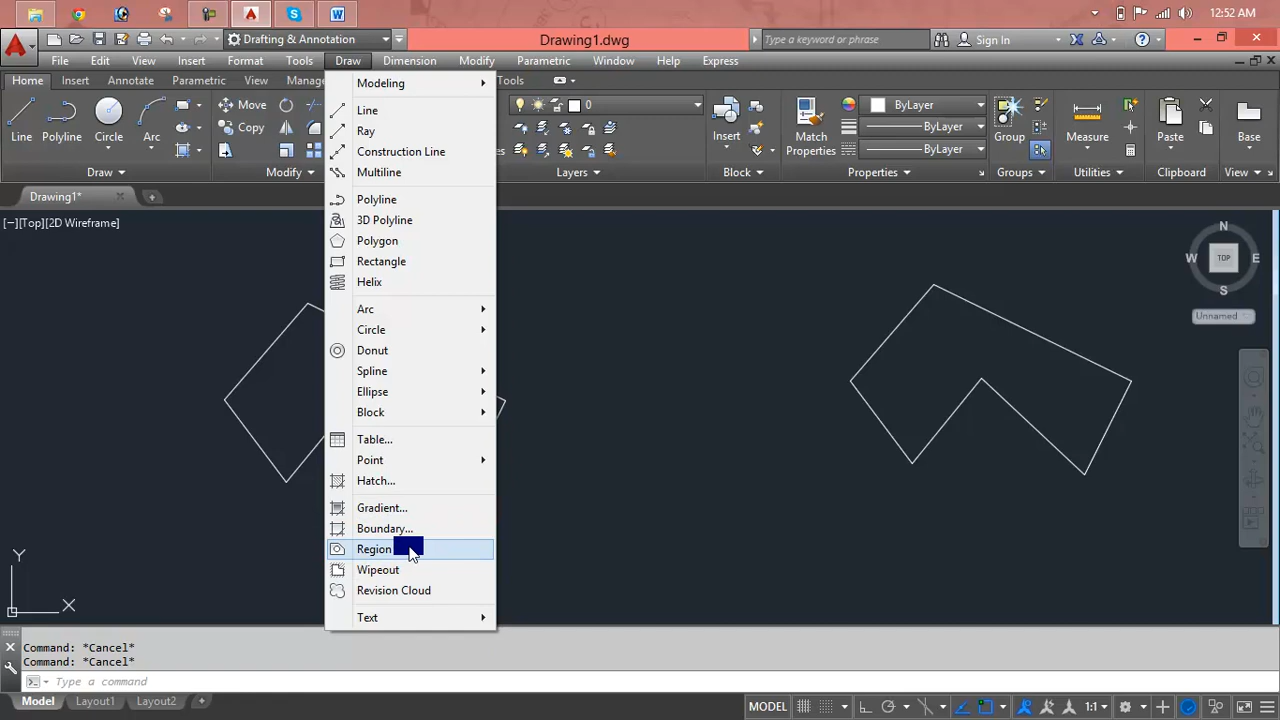 12:52 AM
Drafting & Annotation
Drawing1.dwg
Type a keyword or phrase
Sign In
File Edit View Insert Format Tools Draw Dimension Modify Parametric Window Help Express
Home Insert Annotate Parametric View Manage Tools
Line Polyline Circle Arc
Move
Copy
0
Insert
Match
Properties
ByLayer
ByLayer
ByLayer
Group
Measure
Paste
Base
Draw Modify Layers Block Properties Groups Utilities Clipboard View
Drawing1*
[−][Top][2D Wireframe]
Modeling
Line
Ray
Construction Line
Multiline
Polyline
3D Polyline
Polygon
Rectangle
Helix
Arc
Circle
Donut
Spline
Ellipse
Block
Table...
Point
Hatch...
Gradient...
Boundary...
Region
Wipeout
Revision Cloud
Text
N
W TOP E
S
Unnamed
Y
X
Command: *Cancel*
Command: *Cancel*
Type a command
Model Layout1 Layout2
MODEL
1:1